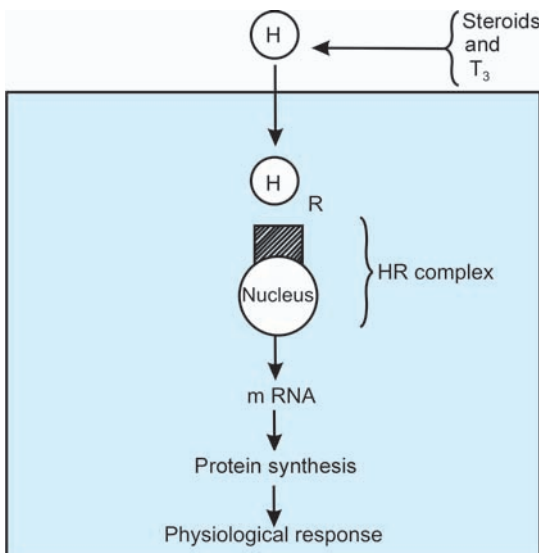 H
Steroids
and
T₃
H
R
HR complex
Nucleus
m RNA
Protein synthesis
Physiological response